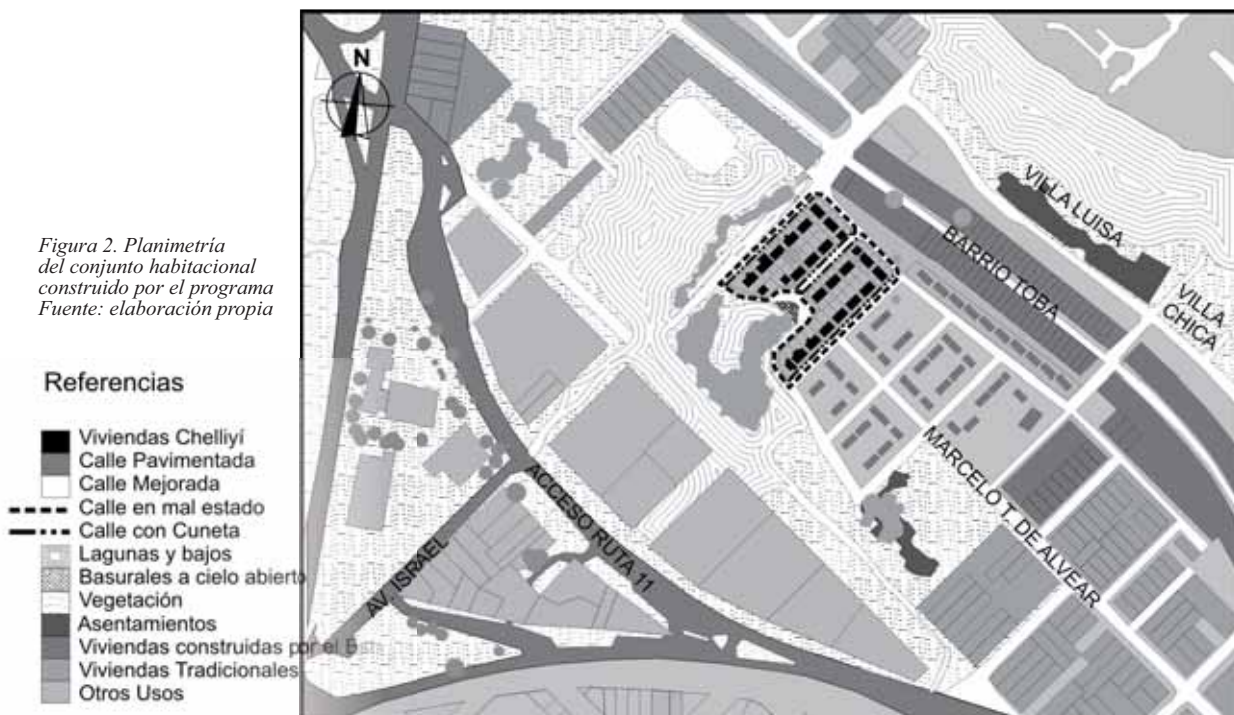 Figura 2. Planimetría
del conjunto habitacional
construido por el programa
Fuente: elaboración propia
Referencias
Viviendas Chelliyí
Calle Pavimentada
Calle Mejorada
Calle en mal estado
Calle con Cuneta
Lagunas y bajos
Basurales a cielo abierto
Vegetación
Asentamientos
Viviendas construidas por el
Viviendas Tradicionales
Otros Usos
N
VILLA LUISA
BARRIO TOBA
VILLA
CHICA
MARCELO T. DE ALVEAR
ACCESO RUTA 11
AV. ISRAEL